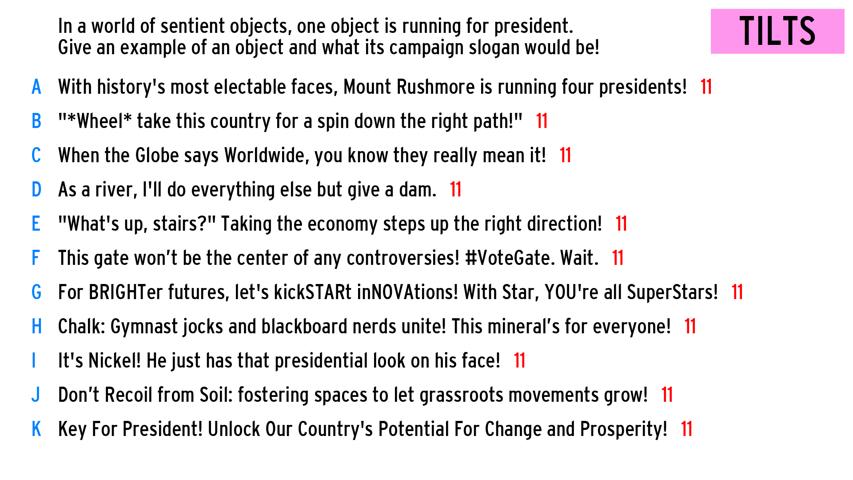 In a world of sentient objects, one object is running for president.
Give an example of an object and what its campaign slogan would be!
TILTS
A With history's most electable faces, Mount Rushmore is running four presidents! 11
B "*Wheel* take this country for a spin down the right path!" 11
C When the Globe says Worldwide, you know they really mean it! 11
D As a river, I'll do everything else but give a dam. 11
E "What's up, stairs?" Taking the economy steps up the right direction! 11
F This gate won’t be the center of any controversies! #VoteGate. Wait. 11
G For BRIGHTer futures, let's kickSTARt inNOVAtions! With Star, YOU're all SuperStars! 11
H Chalk: Gymnast jocks and blackboard nerds unite! This mineral’s for everyone! 11
I It's Nickel! He just has that presidential look on his face! 11
J Don’t Recoil from Soil: fostering spaces to let grassroots movements grow! 11
K Key For President! Unlock Our Country's Potential For Change and Prosperity! 11